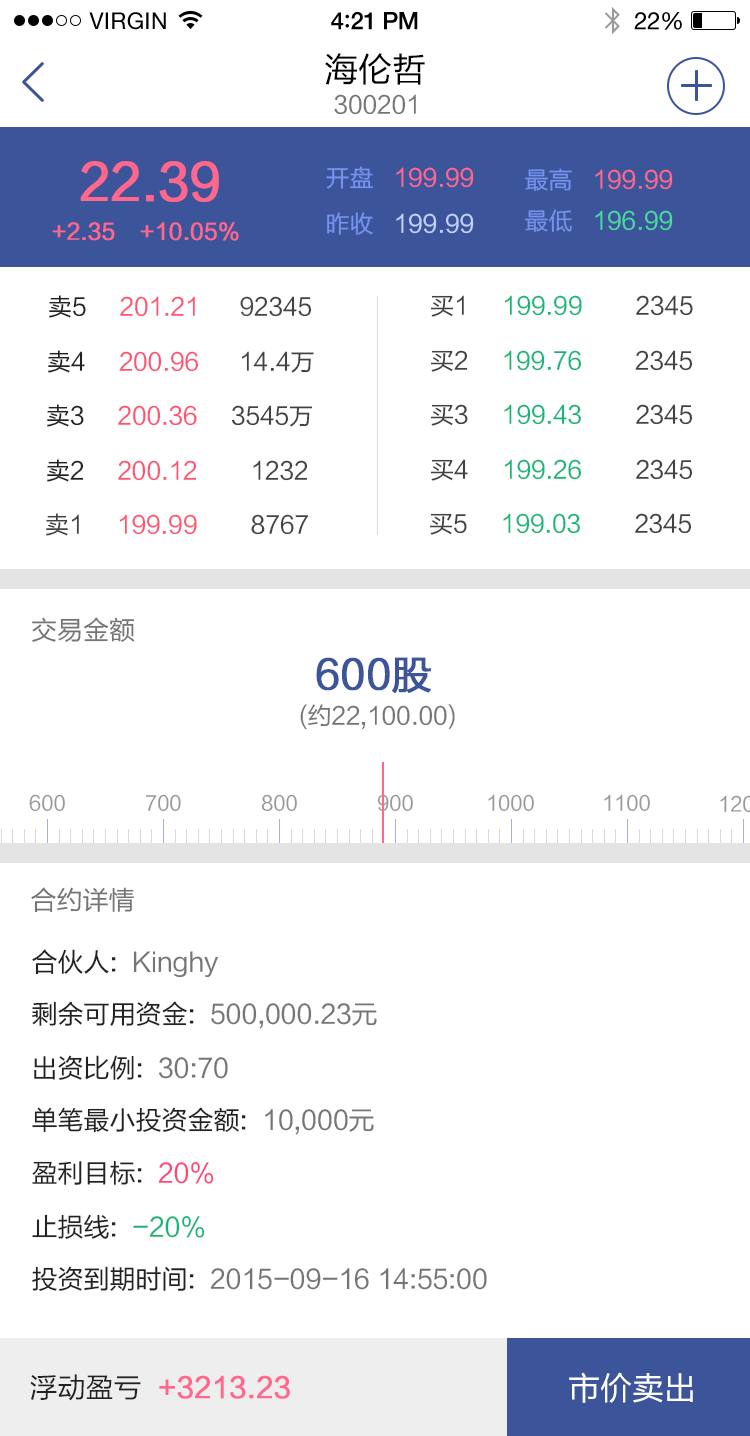 VIRGIN 4:21 PM 22%
海伦哲
300201
22.39
+2.35 +10.05%
开盘 199.99 最高 199.99
昨收 199.99 最低 196.99
卖5 201.21 92345 买1 199.99 2345
卖4 200.96 14.4万 买2 199.76 2345
卖3 200.36 3545万 买3 199.43 2345
卖2 200.12 1232 买4 199.26 2345
卖1 199.99 8767 买5 199.03 2345
交易金额
600股
(约22,100.00)
600 700 800 900 1000 1100 120
合约详情
合伙人: Kinghy
剩余可用资金: 500,000.23元
出资比例: 30:70
单笔最小投资金额: 10,000元
盈利目标: 20%
止损线: -20%
投资到期时间: 2015-09-16 14:55:00
浮动盈亏 +3213.23 市价卖出